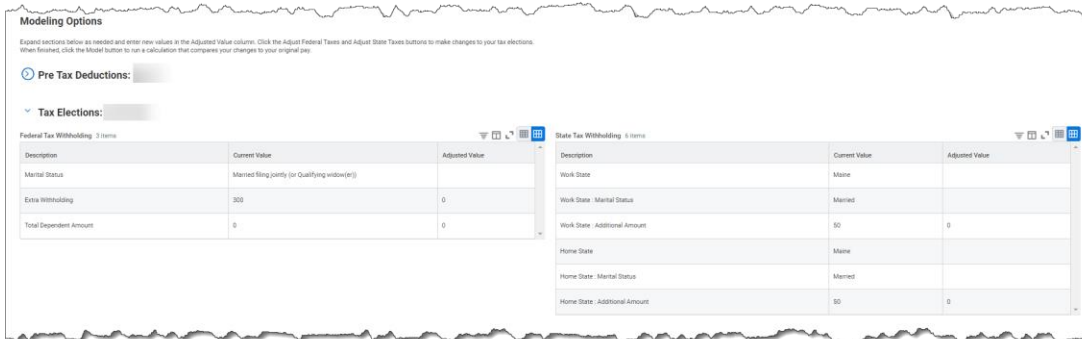 Modeling Options
Expand sections below as needed and enter new values in the Adjusted Value column. Click the Adjust Federal Taxes and Adjust State Taxes buttons to make changes to your tax elections.
When finished, click the Model button to run a calculation that compares your changes to your original pay.
Pre Tax Deductions:
Tax Elections:
Federal Tax Withholding 3 items
Description Current Value Adjusted Value
Marital Status Married filing jointly (or Qualifying widow(er))
Extra Withholding 300 0
Total Dependent Amount 0 0
State Tax Withholding 6 items
Description Current Value Adjusted Value
Work State Maine
Work State : Marital Status Married
Work State : Additional Amount 50 0
Home State Maine
Home State : Marital Status Married
Home State : Additional Amount 50 0